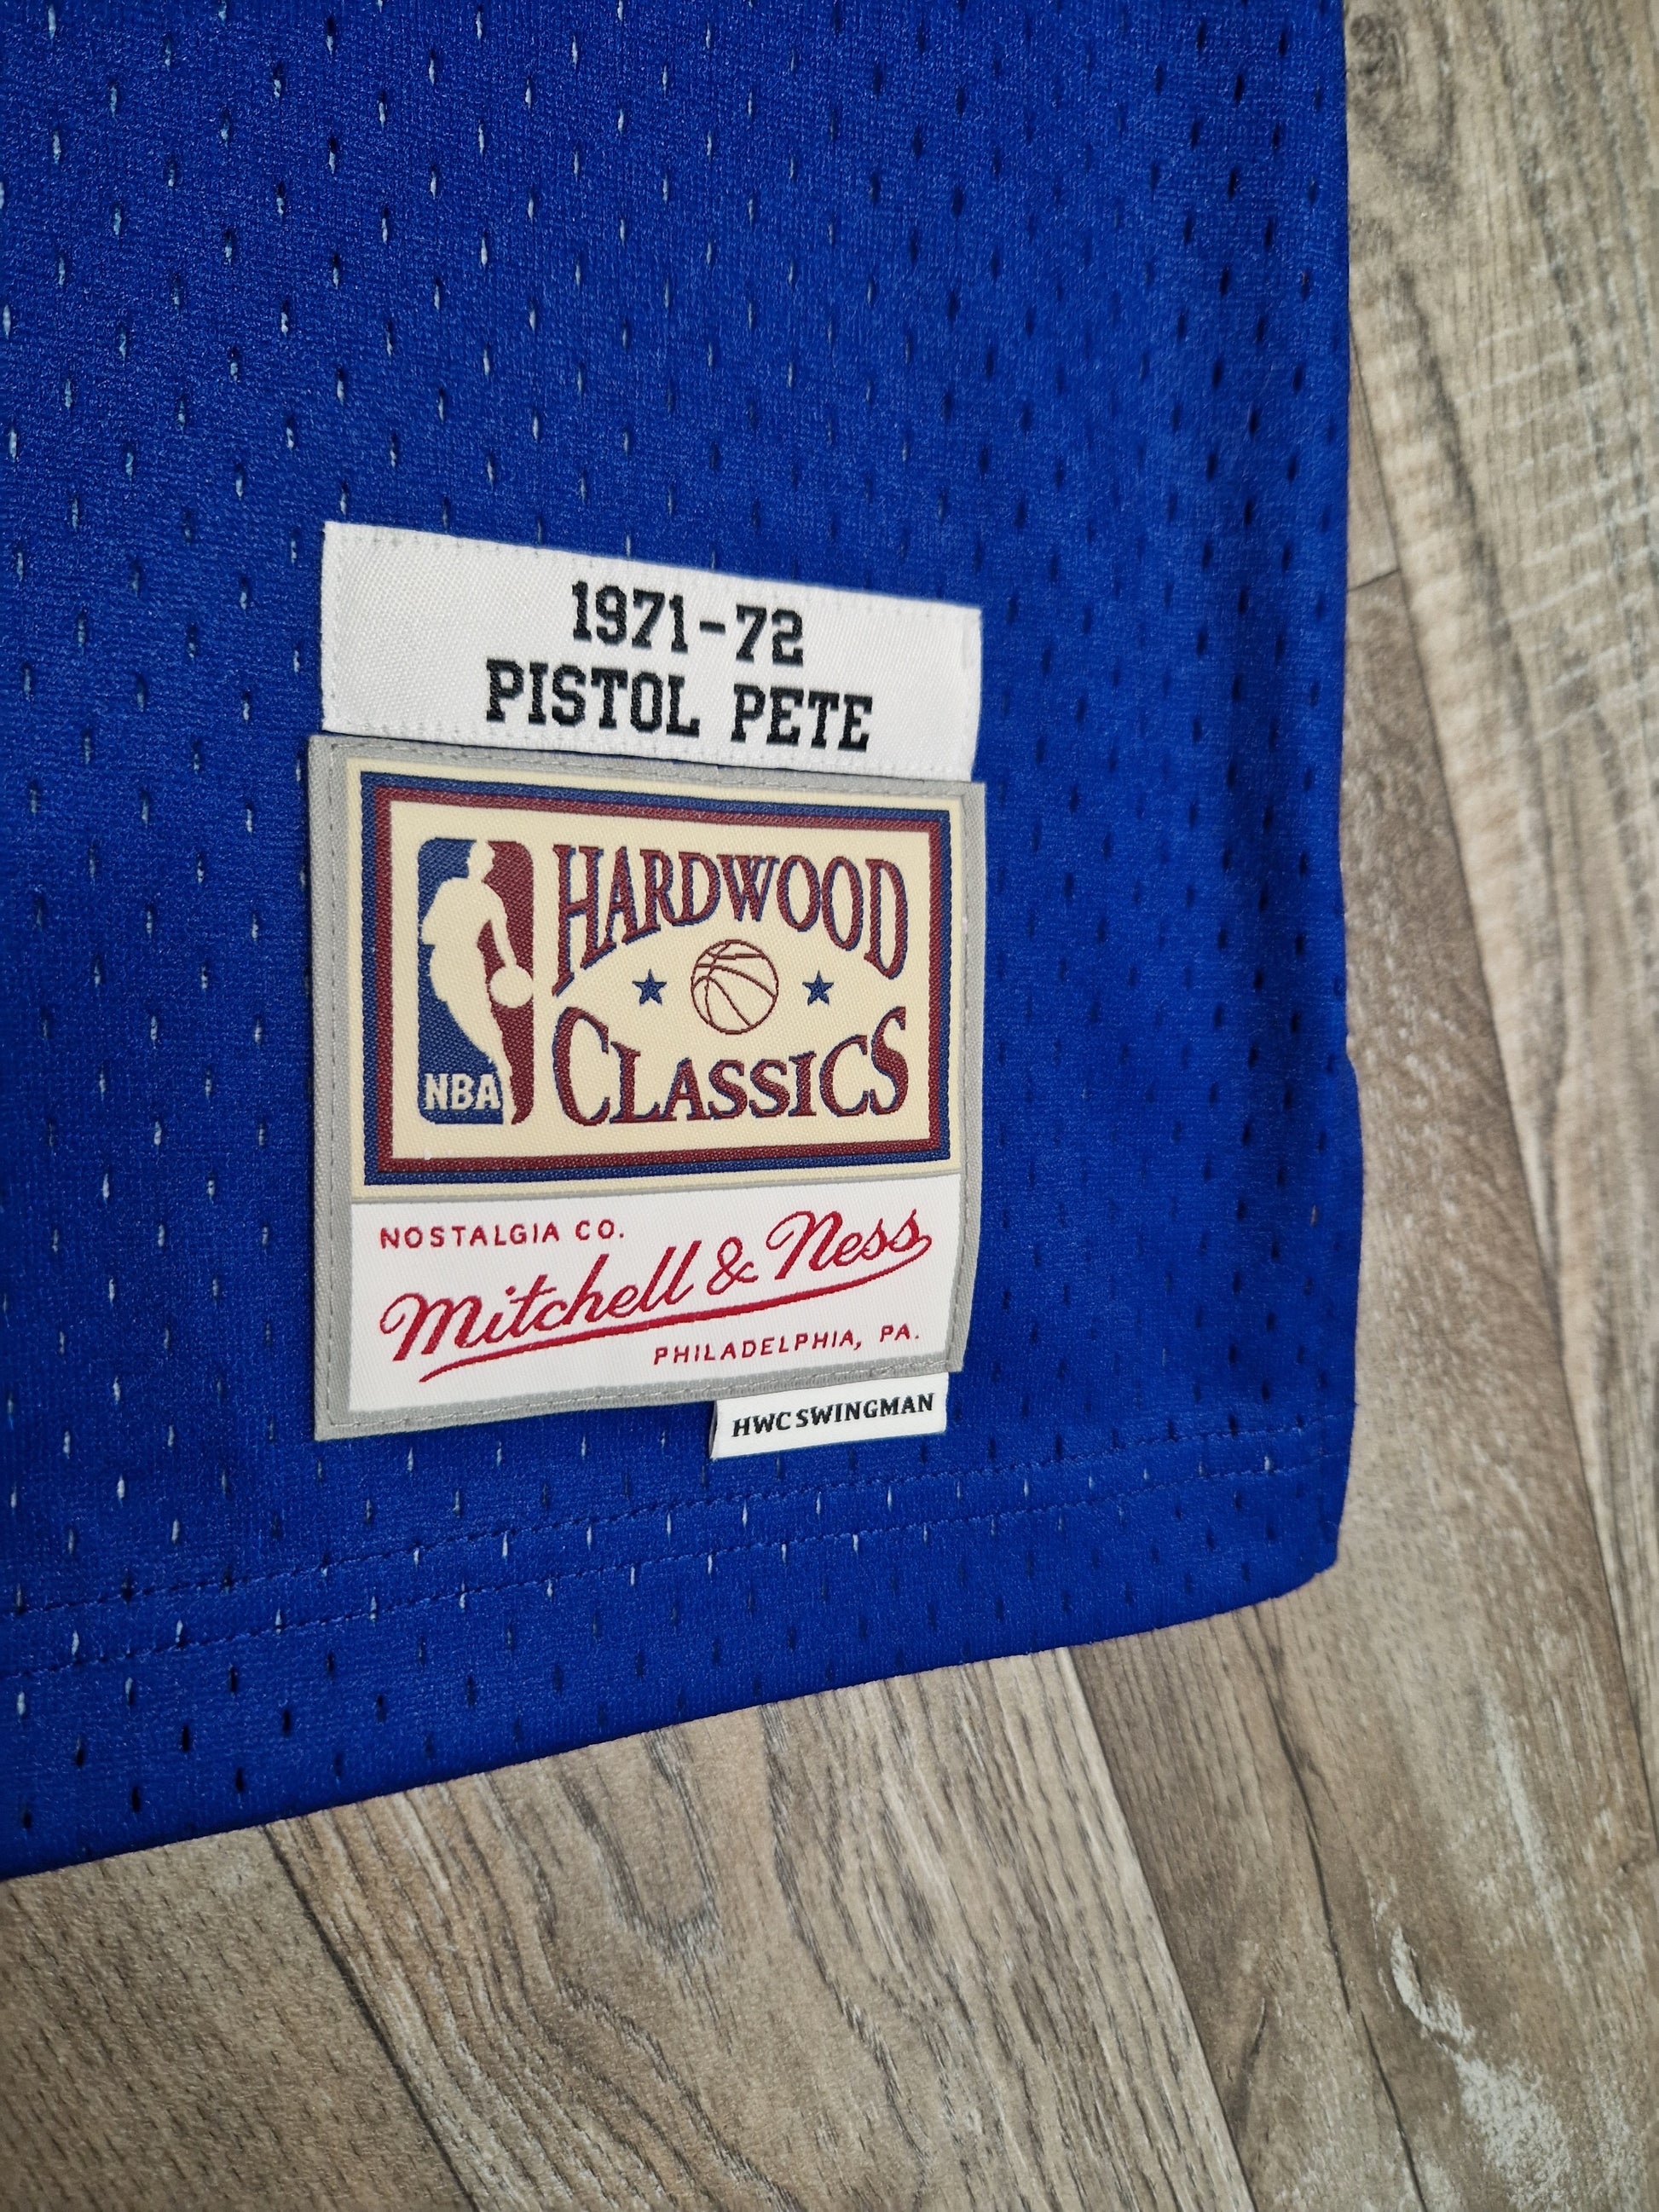 1971-72
PISTOL PETE
HARDWOOD
CLASSICS
NBA
NOSTALGIA CO.
Mitchell & Ness
PHILADELPHIA, PA.
HWC SWINGMAN